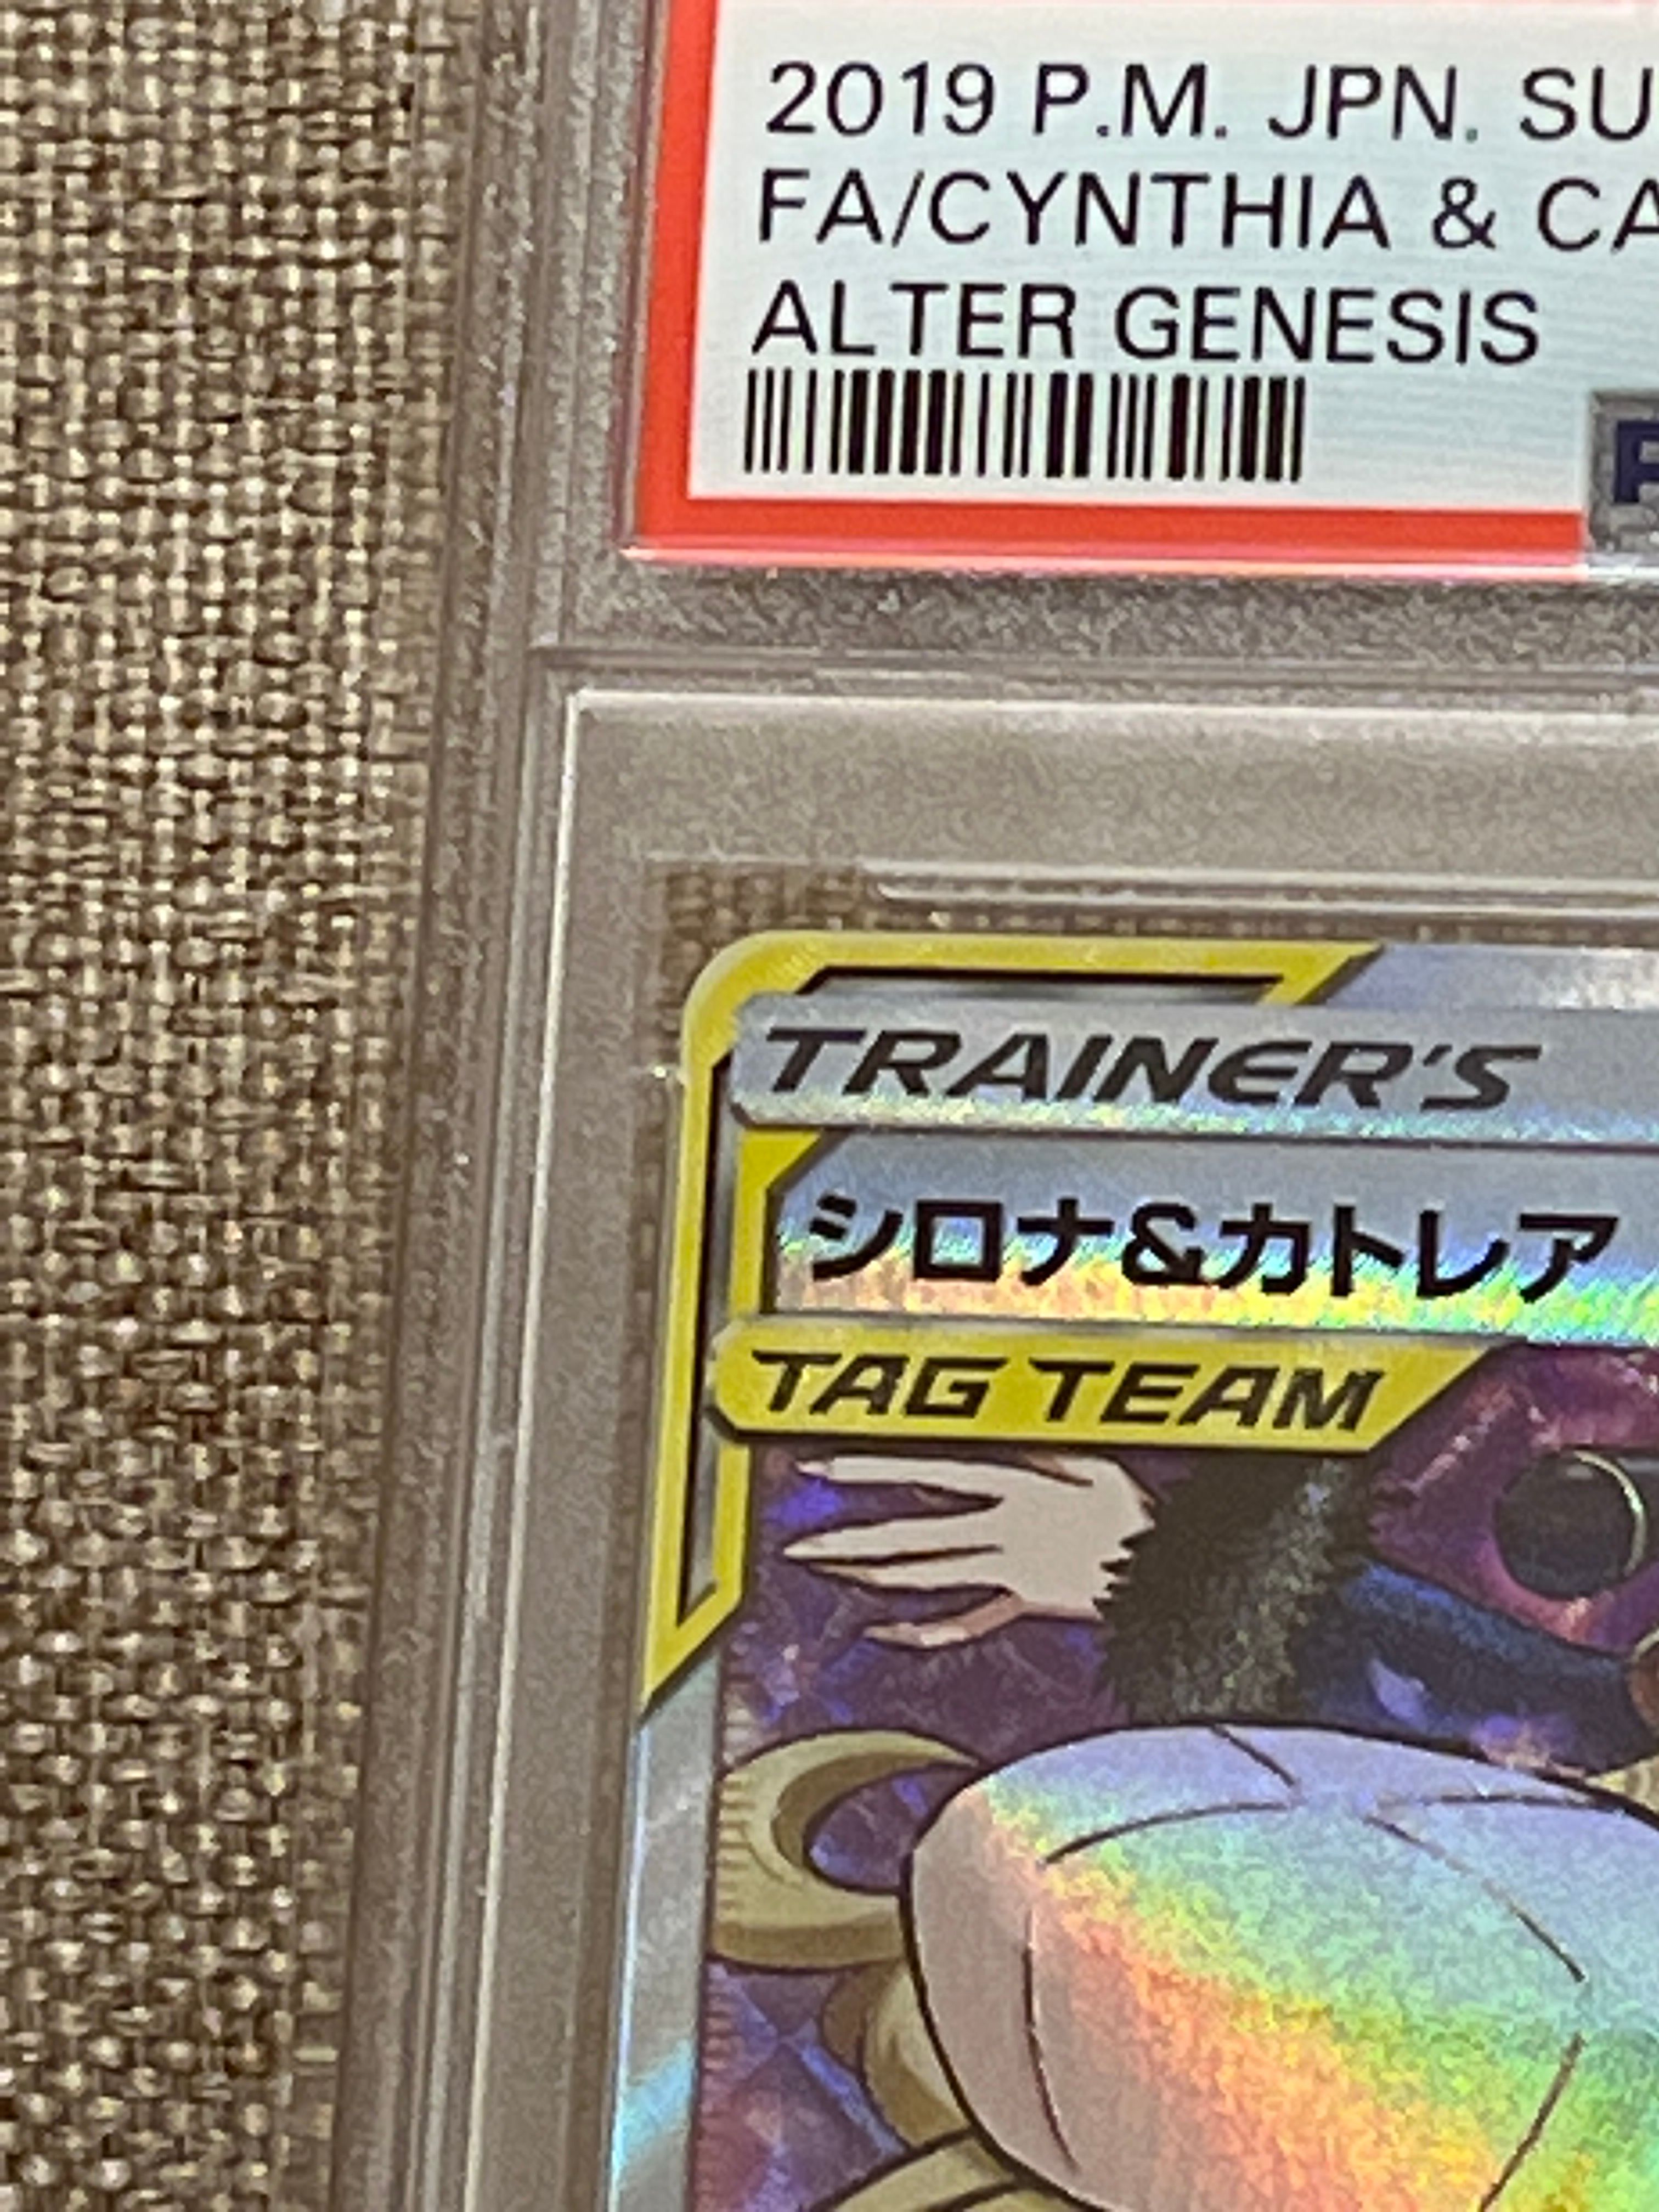 2019 P.M. JPN. SU
FA/CYNTHIA & CA
ALTER GENESIS
TRAINER'S
シロナ&カトレア
TAG TEAM